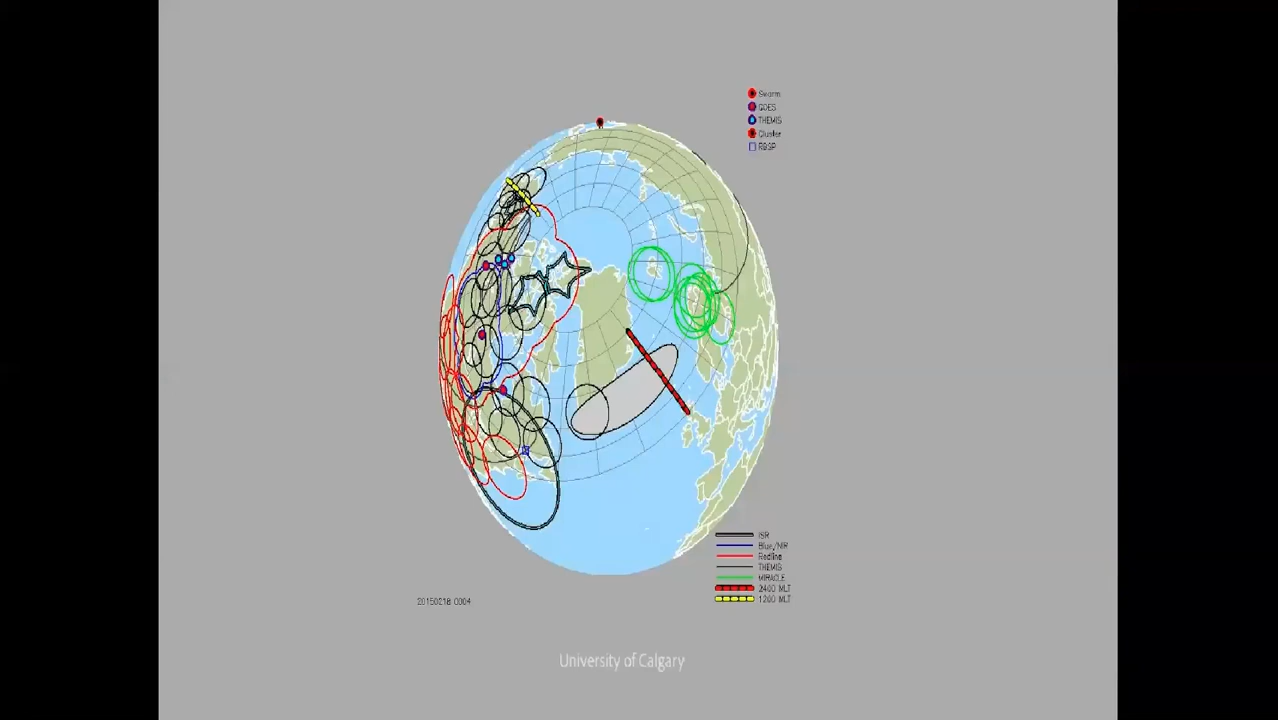 Swarm
GOES
THEMIS
Cluster
RBSP
ISR
Blue/NIR
Redline
THEMIS
MIRACLE
2400 MLT
1200 MLT
20150218 0004
University of Calgary